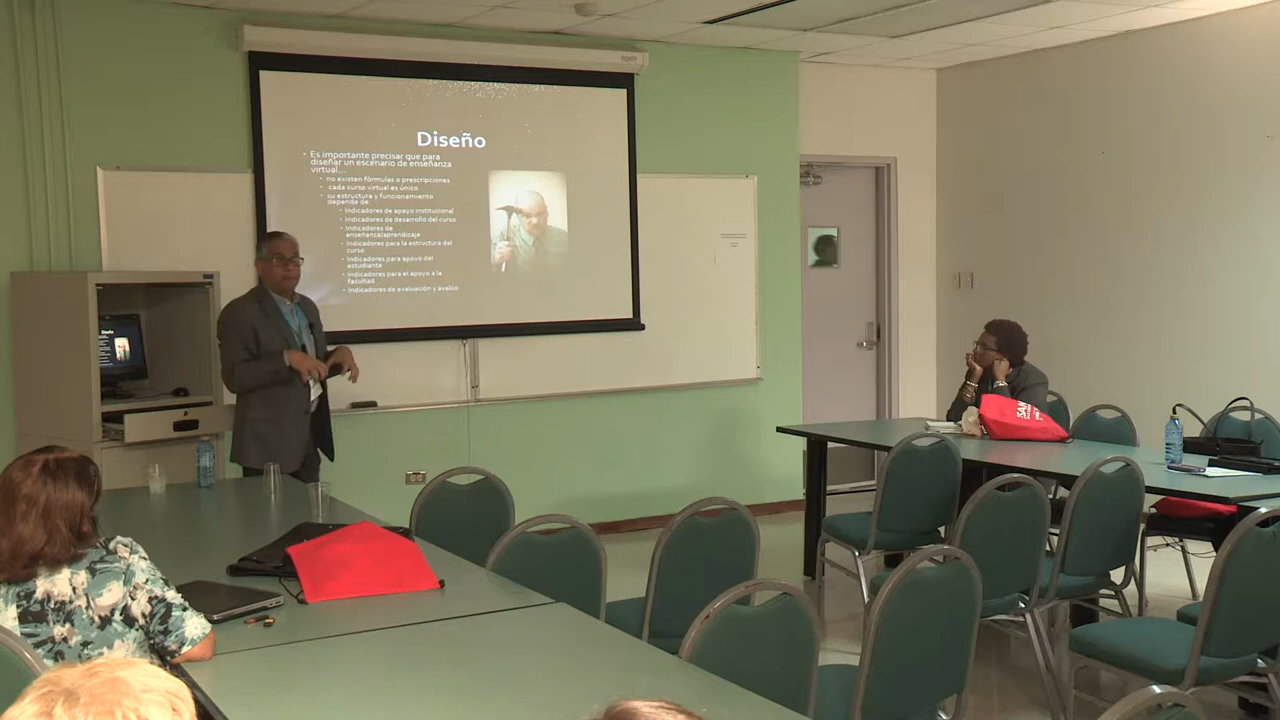 Diseño
• Es importante precisar que para
diseñar un escenario de enseñanza
virtual...
• no existen fórmulas o prescripciones
• cada curso virtual es único
• su estructura y funcionamiento
depende de:
• Indicadores de apoyo institucional
• Indicadores de desarrollo del curso
• Indicadores de
enseñanza/aprendizaje
• Indicadores para la estructura del
curso
• Indicadores para apoyo del
estudiante
• Indicadores para el apoyo a la
facultad
• Indicadores de evaluación y avalúo
Diseño